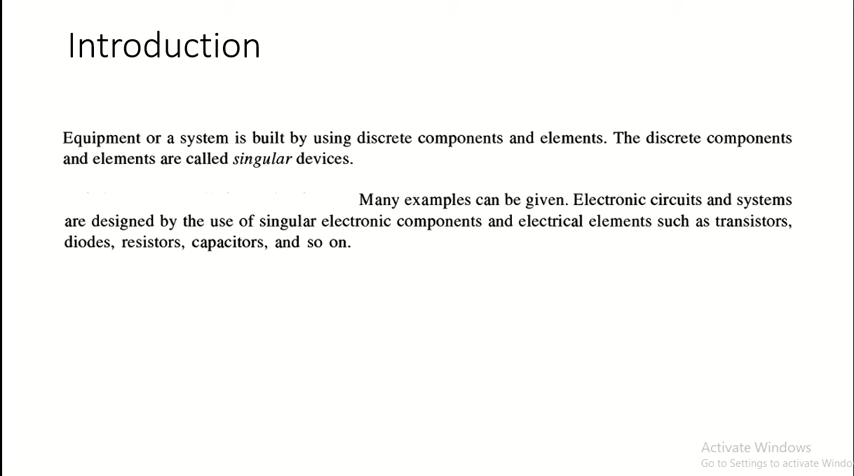 Introduction
Equipment or a system is built by using discrete components and elements. The discrete components
and elements are called singular devices.
Many examples can be given. Electronic circuits and systems
are designed by the use of singular electronic components and electrical elements such as transistors,
diodes, resistors, capacitors, and so on.
Activate Windows
Go to Settings to activate Windo